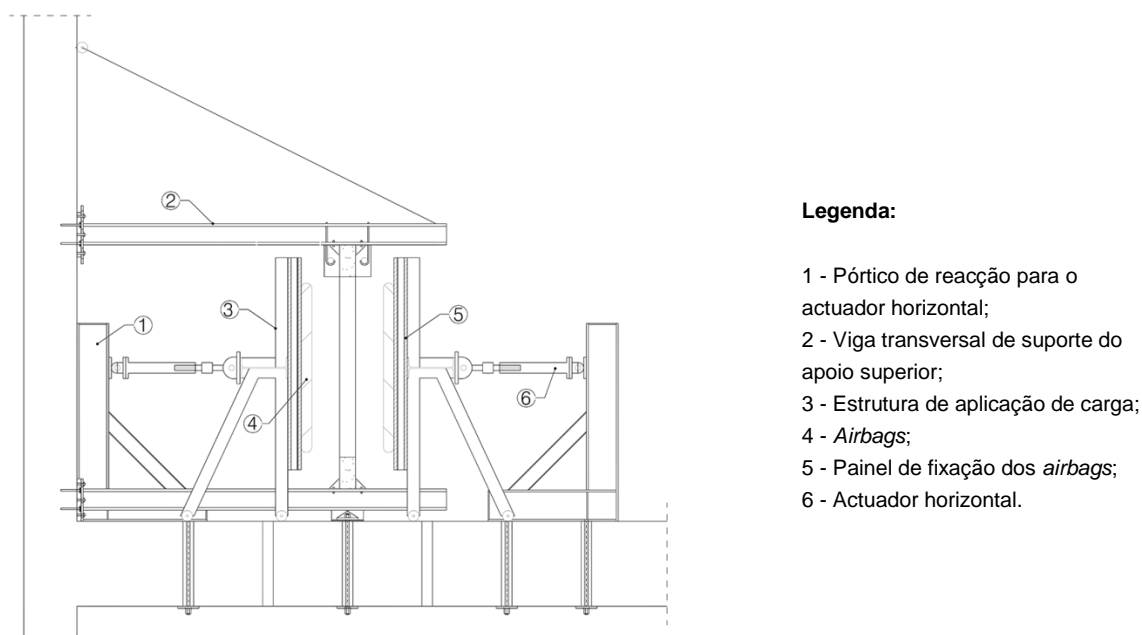 2
3
1
5
4
6
Legenda:
1 - Pórtico de reacção para o
actuador horizontal;
2 - Viga transversal de suporte do
apoio superior;
3 - Estrutura de aplicação de carga;
4 - Airbags;
5 - Painel de fixação dos airbags;
6 - Actuador horizontal.